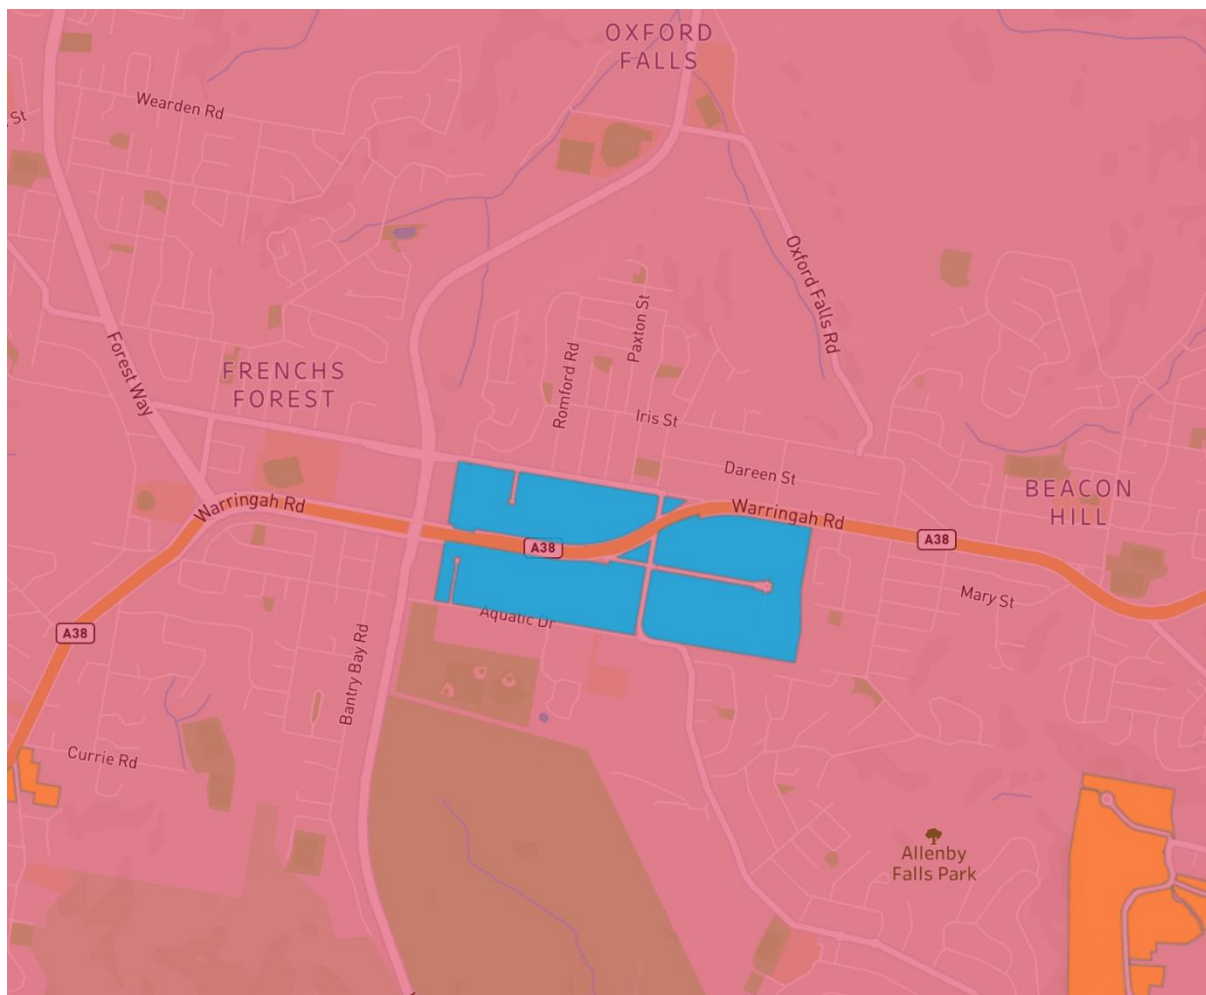 OXFORD
FALLS
Wearden Rd
St
Oxford Falls Rd
Paxton St
Forest Way
Romford Rd
FRENCHS
FOREST
Iris St
Dareen St
BEACON
HILL
Warringah Rd
Warringah Rd
A38
A38
Mary St
Aquatic Dr
A38
Bantry Bay Rd
Currie Rd
Allenby
Falls Park